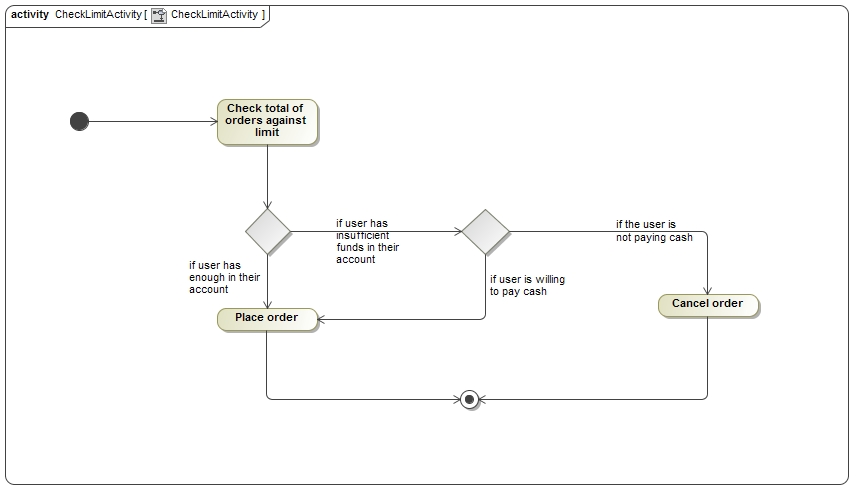 activity CheckLimitActivity [ CheckLimitActivity ]
Check total of
orders against
limit
if user has
insufficient
funds in their
account
if the user is
not paying cash
if user has
enough in their
account
if user is willing
to pay cash
Place order
Cancel order